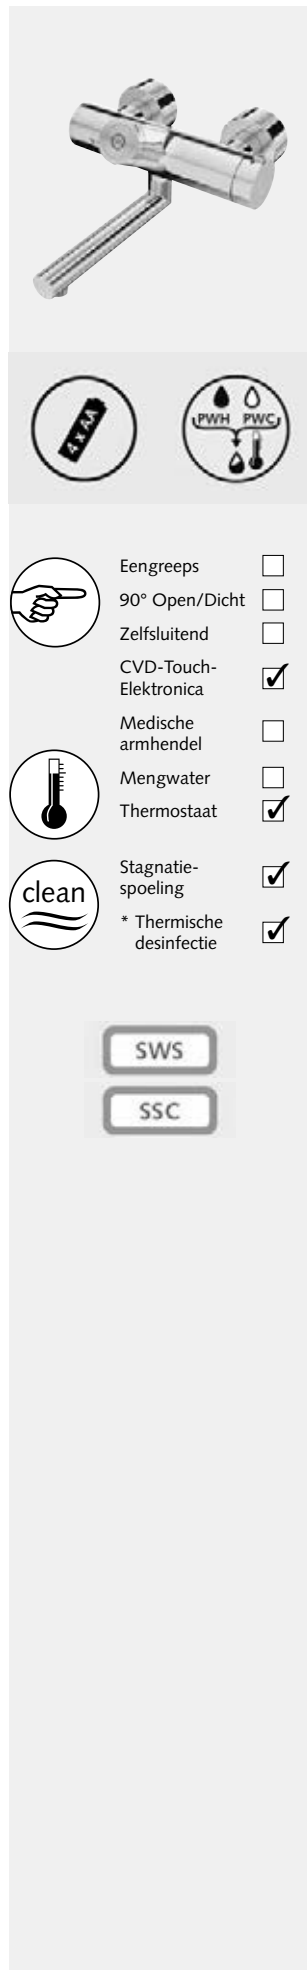 4 x AA
PWH PWC
Eengreeps
90° Open/Dicht
Zelfsluitend
CVD-Touch-
Elektronica
Medische
armhendel
Mengwater
Thermostaat
clean
Stagnatie-
spoeling
* Thermische
desinfectie
SWS
SSC